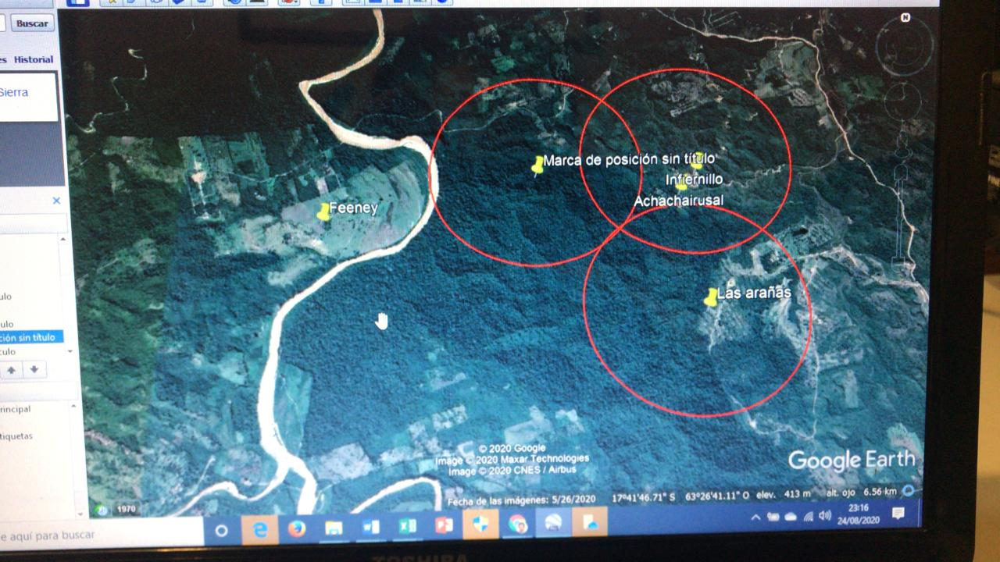 Buscar
es Historial
Sierra
ulo
ulo
ción sin título
culo
rincipal
tiquetas
N
Marca de posición sin título
Infiernillo
Achachairusal
Feeney
Las arañas
© 2020 Google
Image © 2020 Maxar Technologies
Image © 2020 CNES / Airbus
Google Earth
1970
Fecha de las imágenes: 5/26/2020 17°41'46.71" S 63°26'41.11" O elev. 413 m alt. ojo 6.56 km
e aquí para buscar
23:16
24/08/2020
TOSHIBA